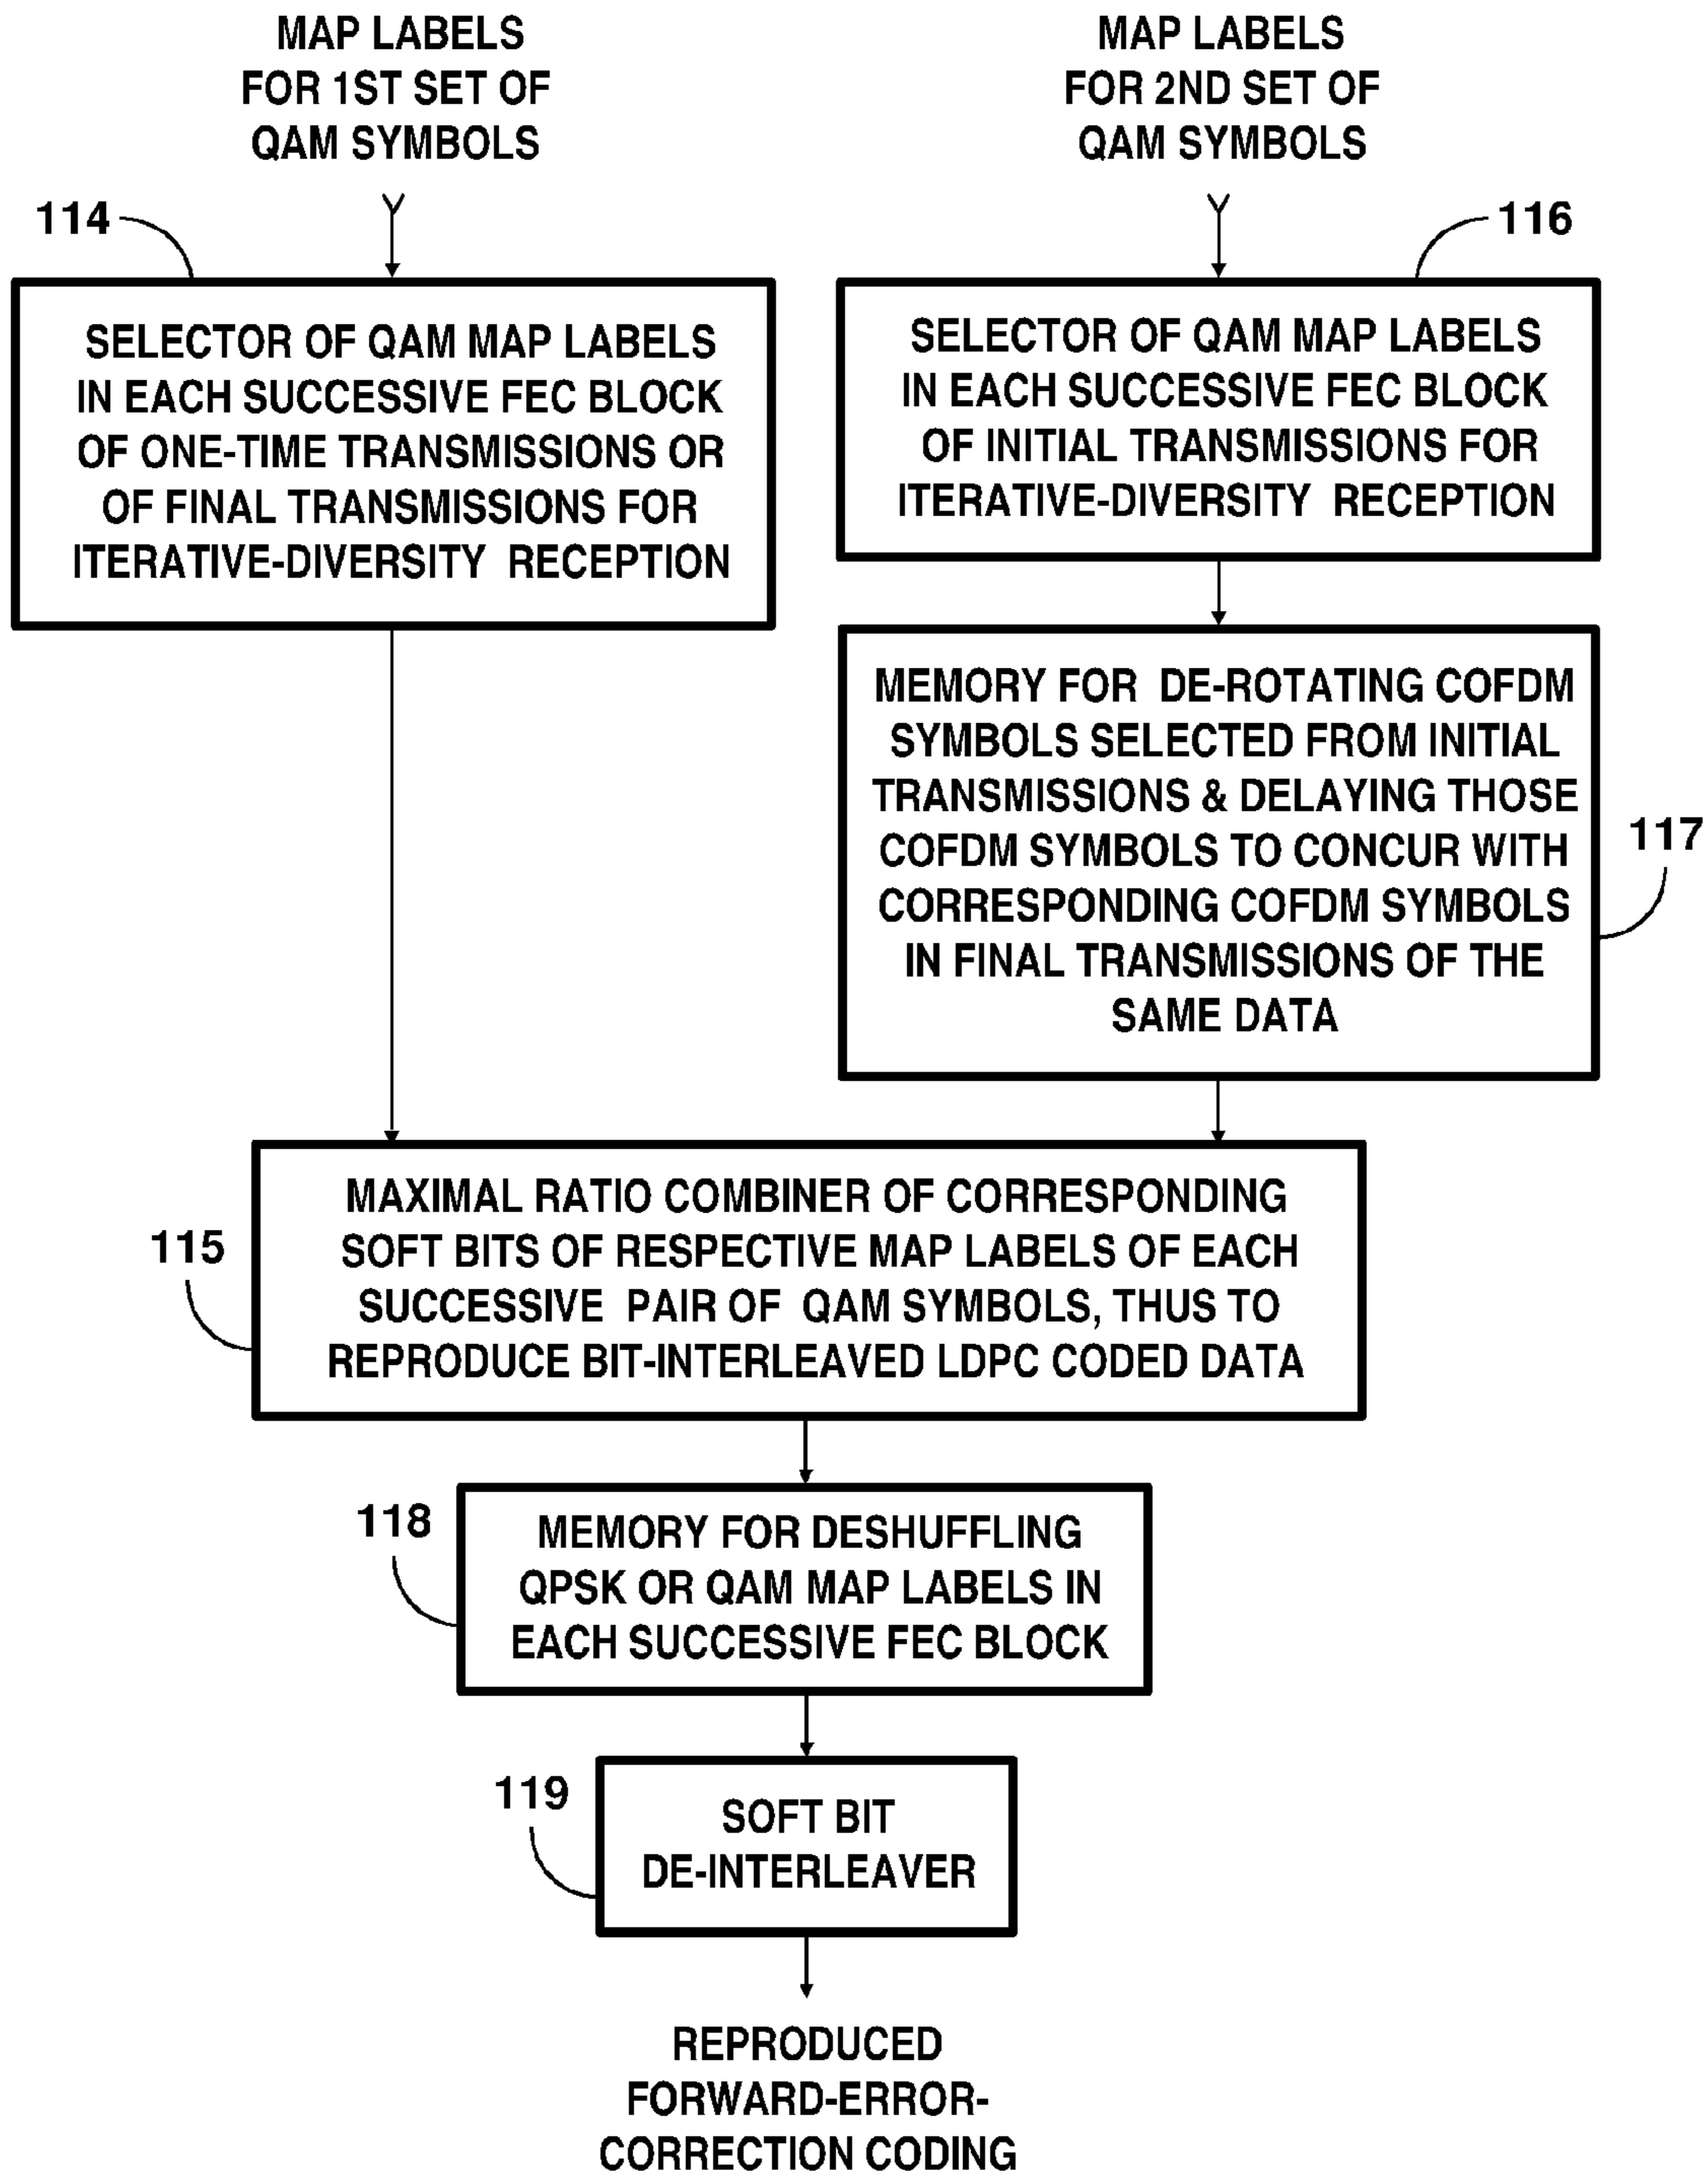 MAP LABELS
FOR 1ST SET OF
QAM SYMBOLS
MAP LABELS
FOR 2ND SET OF
QAM SYMBOLS
114
116
SELECTOR OF QAM MAP LABELS
IN EACH SUCCESSIVE FEC BLOCK
OF ONE-TIME TRANSMISSIONS OR
OF FINAL TRANSMISSIONS FOR
ITERATIVE-DIVERSITY RECEPTION
SELECTOR OF QAM MAP LABELS
IN EACH SUCCESSIVE FEC BLOCK
OF INITIAL TRANSMISSIONS FOR
ITERATIVE-DIVERSITY RECEPTION
MEMORY FOR DE-ROTATING COFDM
SYMBOLS SELECTED FROM INITIAL
TRANSMISSIONS & DELAYING THOSE
COFDM SYMBOLS TO CONCUR WITH
CORRESPONDING COFDM SYMBOLS
IN FINAL TRANSMISSIONS OF THE
SAME DATA
117
115
MAXIMAL RATIO COMBINER OF CORRESPONDING
SOFT BITS OF RESPECTIVE MAP LABELS OF EACH
SUCCESSIVE PAIR OF QAM SYMBOLS, THUS TO
REPRODUCE BIT-INTERLEAVED LDPC CODED DATA
118
MEMORY FOR DESHUFFLING
QPSK OR QAM MAP LABELS IN
EACH SUCCESSIVE FEC BLOCK
119
SOFT BIT
DE-INTERLEAVER
REPRODUCED
FORWARD-ERROR-
CORRECTION CODING